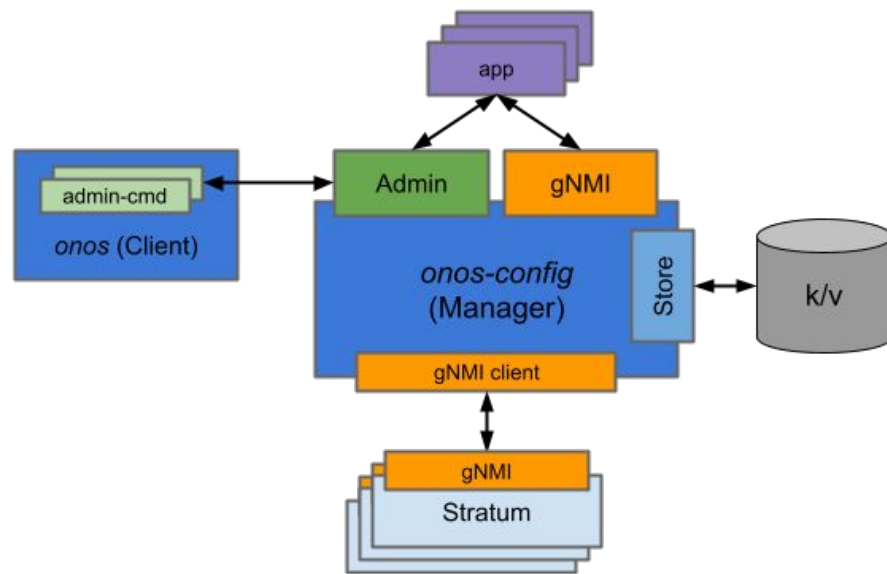 app
Admin
gNMI
admin-cmd
onos (Client)
onos-config
(Manager)
Store
k/v
gNMI client
gNMI
Stratum